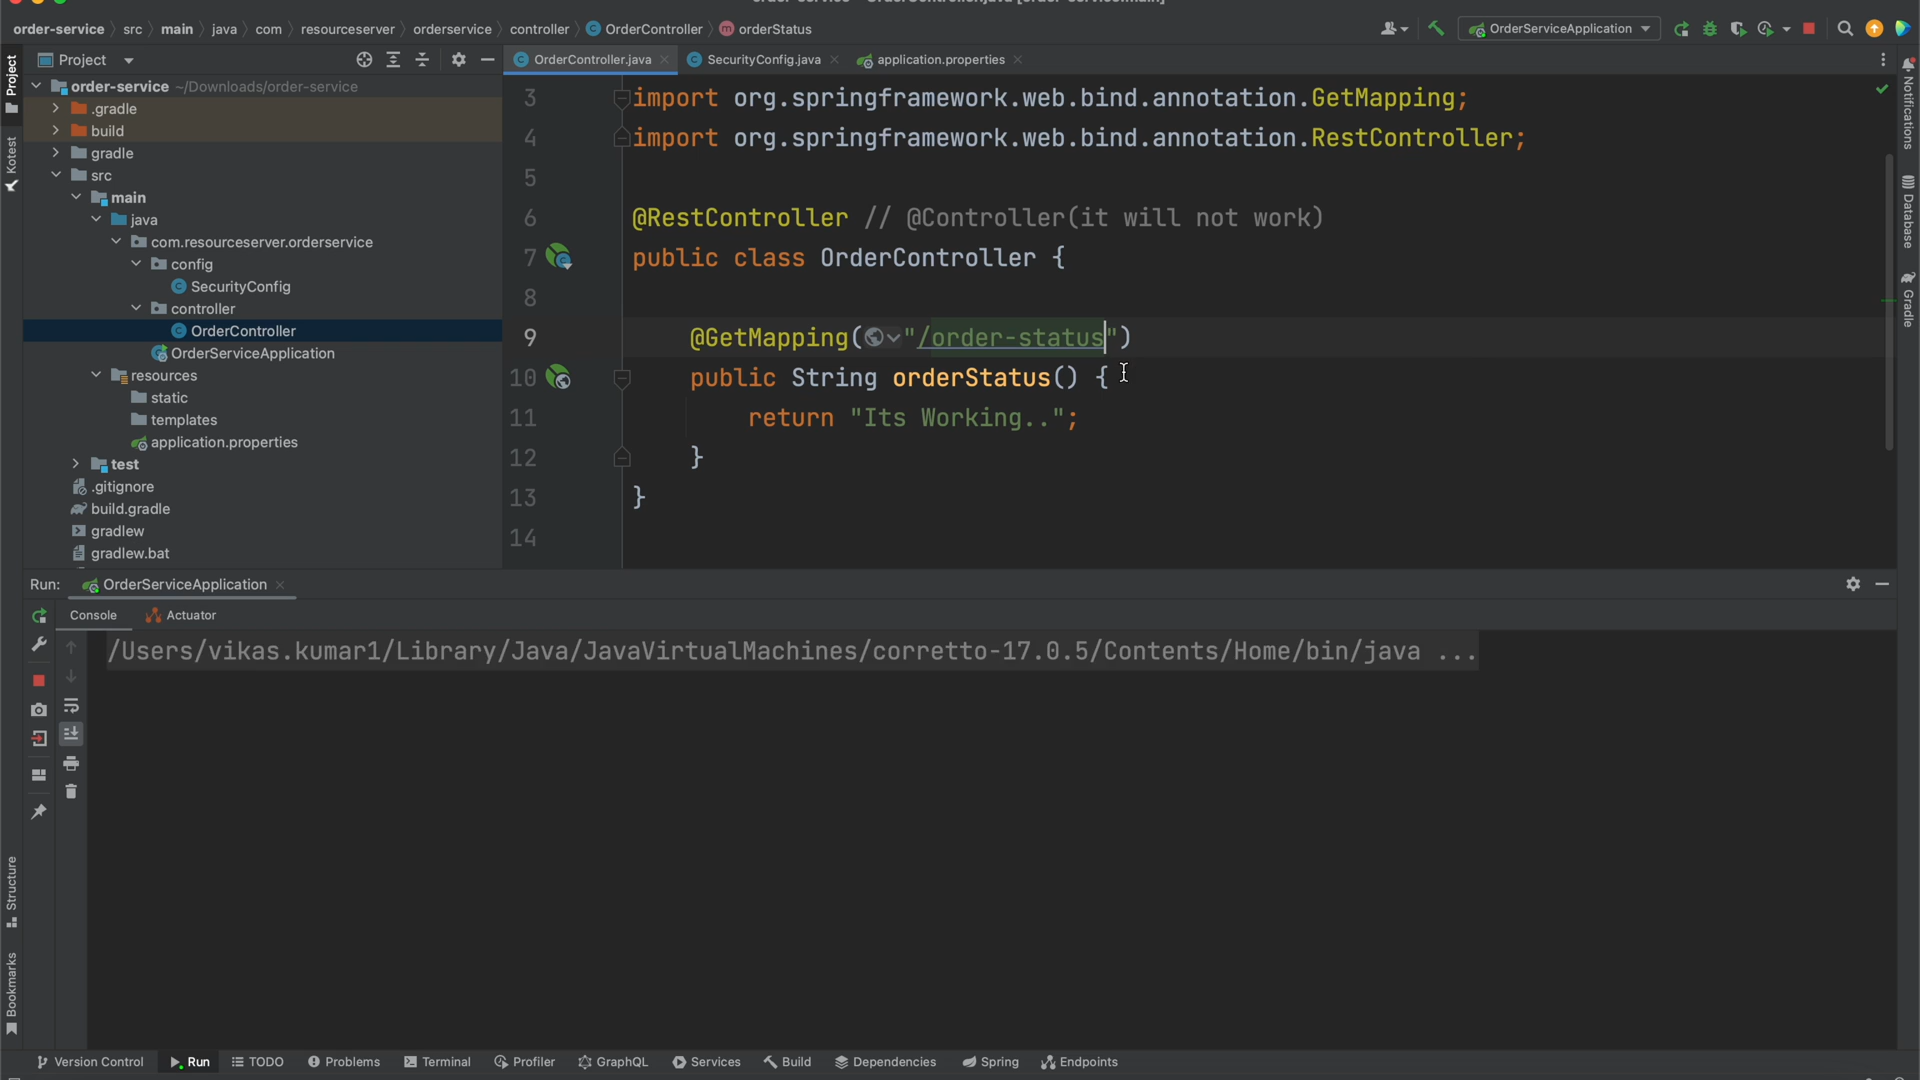 order-service src main java com resourceserver orderservice controller OrderController orderStatus OrderServiceApplication
Project
OrderController.java SecurityConfig.java application.properties
order-service ~/Downloads/order-service
.gradle
build
gradle
src
main
java
com.resourceserver.orderservice
config
SecurityConfig
controller
OrderController
OrderServiceApplication
resources
static
templates
application.properties
test
.gitignore
build.gradle
gradlew
gradlew.bat
3 import org.springframework.web.bind.annotation.GetMapping;
4 import org.springframework.web.bind.annotation.RestController;
5
6 @RestController // @Controller(it will not work)
7 public class OrderController {
8
9 @GetMapping("/order-status")
10 public String orderStatus() {
11 return "Its Working..";
12 }
13 }
14
Project
Kotest
Structure
Bookmarks
Notifications
Database
Gradle
Run: OrderServiceApplication
Console Actuator
/Users/vikas.kumar1/Library/Java/JavaVirtualMachines/corretto-17.0.5/Contents/Home/bin/java ...
Version Control Run TODO Problems Terminal Profiler GraphQL Services Build Dependencies Spring Endpoints